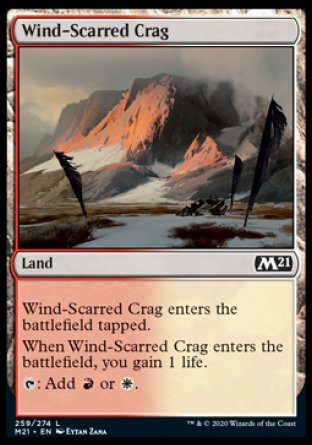 Wind-Scarred Crag
Land
M21
Wind-Scarred Crag enters the
battlefield tapped.
When Wind-Scarred Crag enters the
battlefield, you gain 1 life.
: Add or .
259/274 L
M21 • EN Eytan Zana
™ & © 2020 Wizards of the Coast